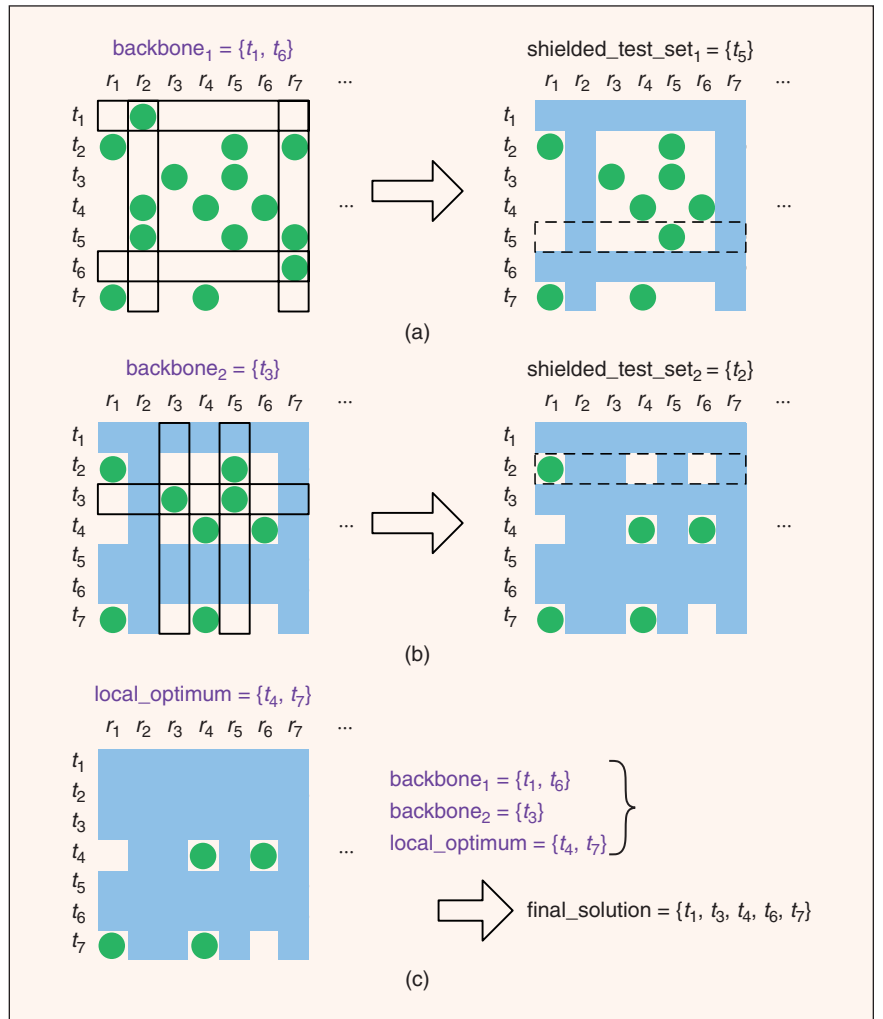 backbone₁ = {t₁, t₆}
r₁ r₂ r₃ r₄ r₅ r₆ r₇ ...
t₁
t₂
t₃
t₄ ...
t₅
t₆
t₇
shielded_test_set₁ = {t₅}
r₁ r₂ r₃ r₄ r₅ r₆ r₇ ...
t₁
t₂
t₃
t₄ ...
t₅
t₆
t₇
(a)
backbone₂ = {t₃}
r₁ r₂ r₃ r₄ r₅ r₆ r₇ ...
t₁
t₂
t₃
t₄ ...
t₅
t₆
t₇
shielded_test_set₂ = {t₂}
r₁ r₂ r₃ r₄ r₅ r₆ r₇ ...
t₁
t₂
t₃
t₄ ...
t₅
t₆
t₇
(b)
local_optimum = {t₄, t₇}
r₁ r₂ r₃ r₄ r₅ r₆ r₇ ...
t₁
t₂
t₃
t₄ ...
t₅
t₆
t₇
backbone₁ = {t₁, t₆}
backbone₂ = {t₃}
local_optimum = {t₄, t₇}
final_solution = {t₁, t₃, t₄, t₆, t₇}
(c)